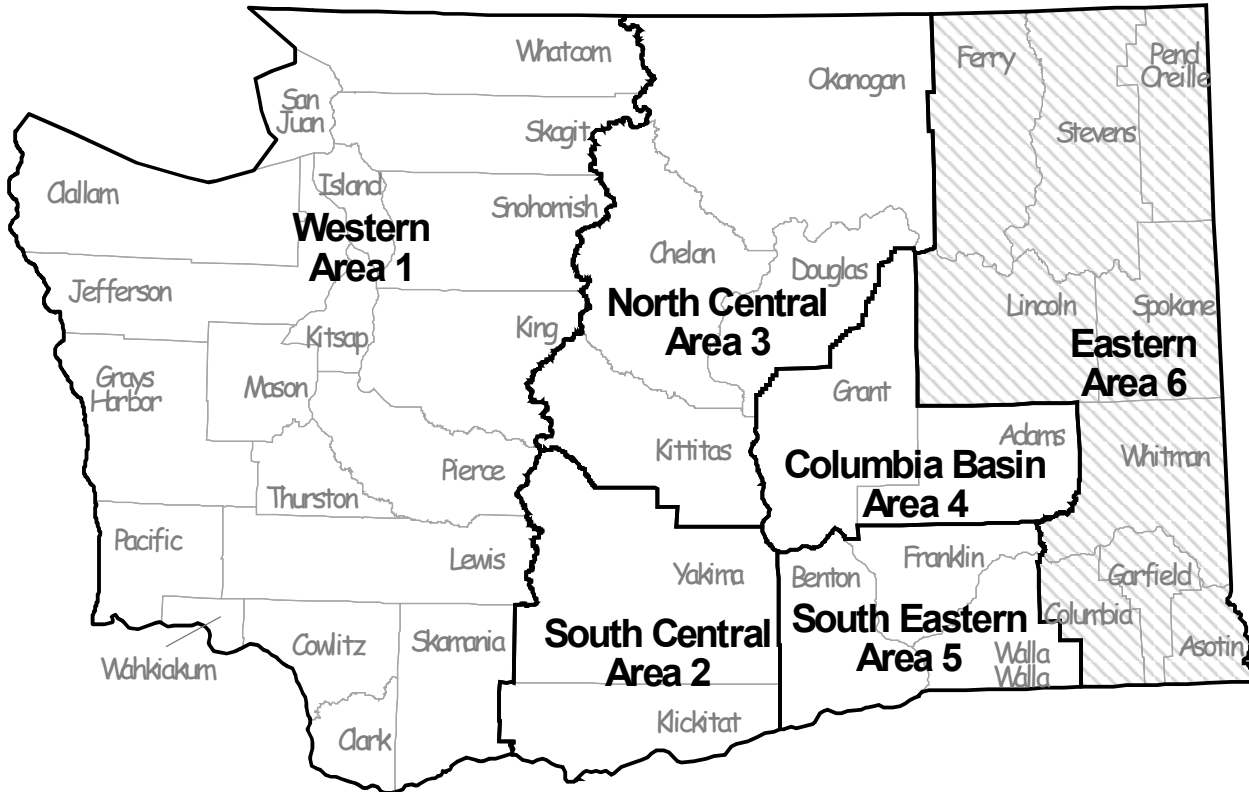 Whatcom
Ferry
Pend
Oreille
Okanogan
San
Juan
Skagit
Stevens
Clallam
Island
Snohomish
Western
Area 1
Chelan
Douglas
Jefferson
North Central
Area 3
Lincoln
Spokane
King
Kitsap
Eastern
Area 6
Grays
Harbor
Mason
Grant
Kittitas
Adams
Whitman
Pierce
Columbia Basin
Area 4
Thurston
Pacific
Lewis
Yakima
Benton
Franklin
Garfield
South Central
Area 2
South Eastern
Area 5
Columbia
Asotin
Cowlitz
Skamania
Walla
Walla
Wahkiakum
Klickitat
Clark